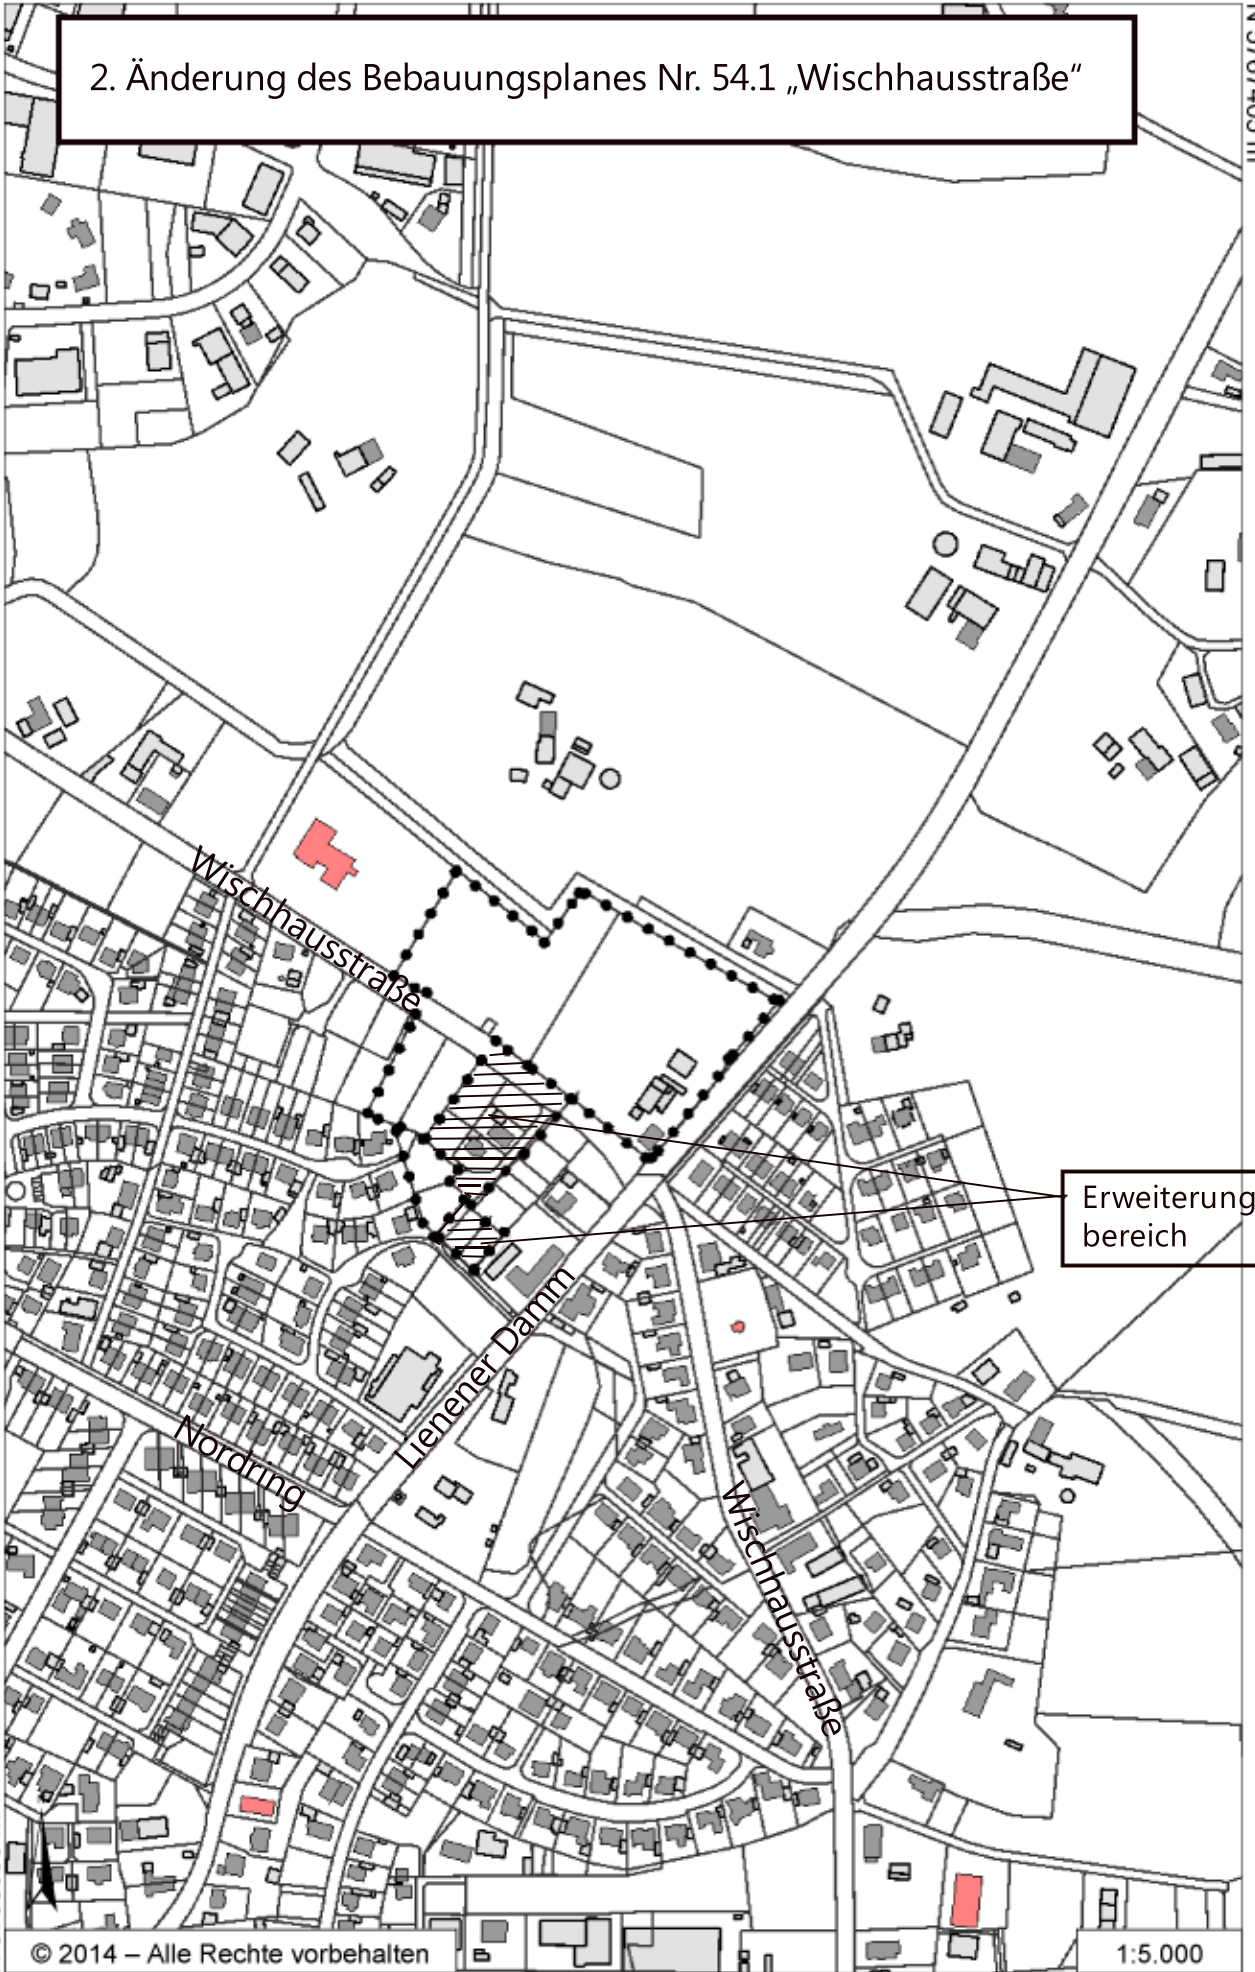 2. Änderung des Bebauungsplanes Nr. 54.1 „Wischhausstraße“
Wischhausstraße
Erweiterung
bereich
Lienener Damm
Nordring
Wischhausstraße
© 2014 – Alle Rechte vorbehalten
1:5.000